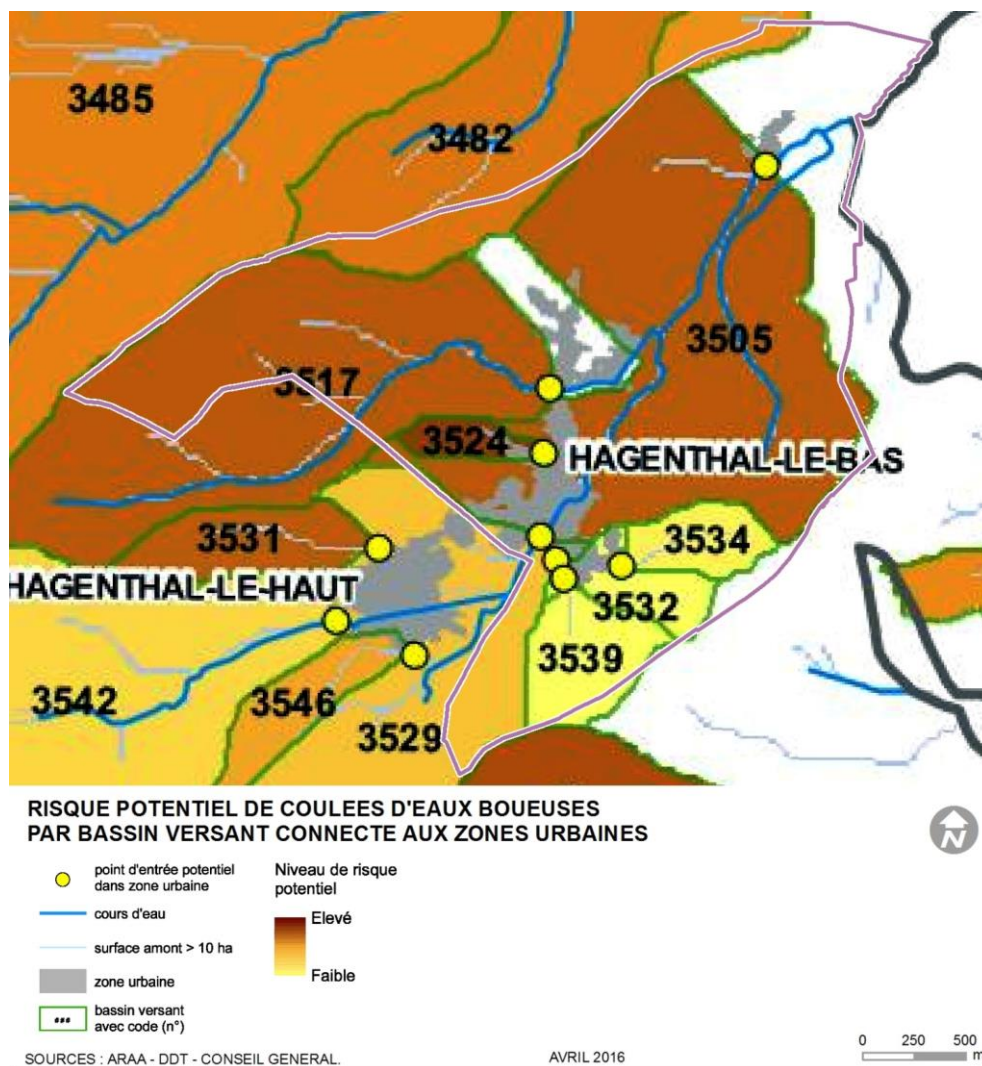 3485
3482
3505
3517
3524
HAGENTHAL-LE-BAS
3531
3534
HAGENTHAL-LE-HAUT
3532
3539
3542
3546
3529
RISQUE POTENTIEL DE COULEES D'EAUX BOUEUSES
PAR BASSIN VERSANT CONNECTE AUX ZONES URBAINES
N
point d'entrée potentiel
dans zone urbaine
cours d'eau
surface amont > 10 ha
zone urbaine
bassin versant
avec code (n°)
Niveau de risque
potentiel
Elevé
Faible
SOURCES : ARAA - DDT - CONSEIL GENERAL.
AVRIL 2016
0 250 500
m